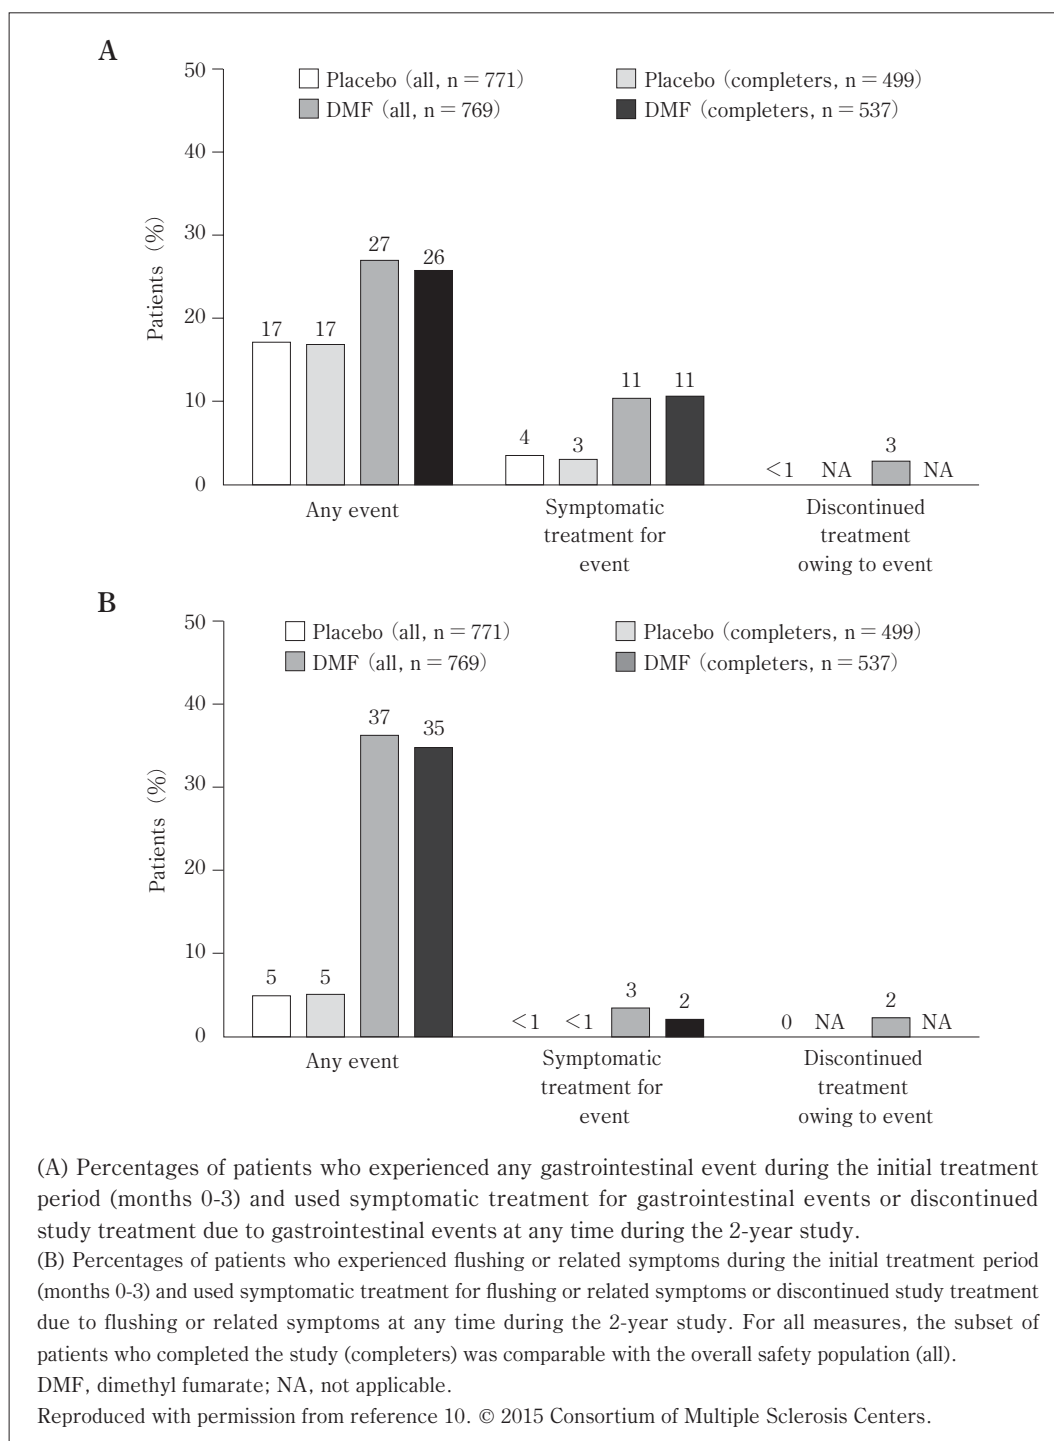 A
50
Placebo (all, n = 771)
Placebo (completers, n = 499)
DMF (all, n = 769)
DMF (completers, n = 537)
40
30
20
10
0
Patients (%)
17
17
27
26
4
3
11
11
<1
NA
3
NA
Any event
Symptomatic
treatment for
event
Discontinued
treatment
owing to event
B
50
Placebo (all, n = 771)
Placebo (completers, n = 499)
DMF (all, n = 769)
DMF (completers, n = 537)
40
30
20
10
0
Patients (%)
5
5
37
35
<1
<1
3
2
0
NA
2
NA
Any event
Symptomatic
treatment for
event
Discontinued
treatment
owing to event
(A) Percentages of patients who experienced any gastrointestinal event during the initial treatment
period (months 0-3) and used symptomatic treatment for gastrointestinal events or discontinued
study treatment due to gastrointestinal events at any time during the 2-year study.
(B) Percentages of patients who experienced flushing or related symptoms during the initial treatment period
(months 0-3) and used symptomatic treatment for flushing or related symptoms or discontinued study treatment
due to flushing or related symptoms at any time during the 2-year study. For all measures, the subset of
patients who completed the study (completers) was comparable with the overall safety population (all).
DMF, dimethyl fumarate; NA, not applicable.
Reproduced with permission from reference 10. © 2015 Consortium of Multiple Sclerosis Centers.